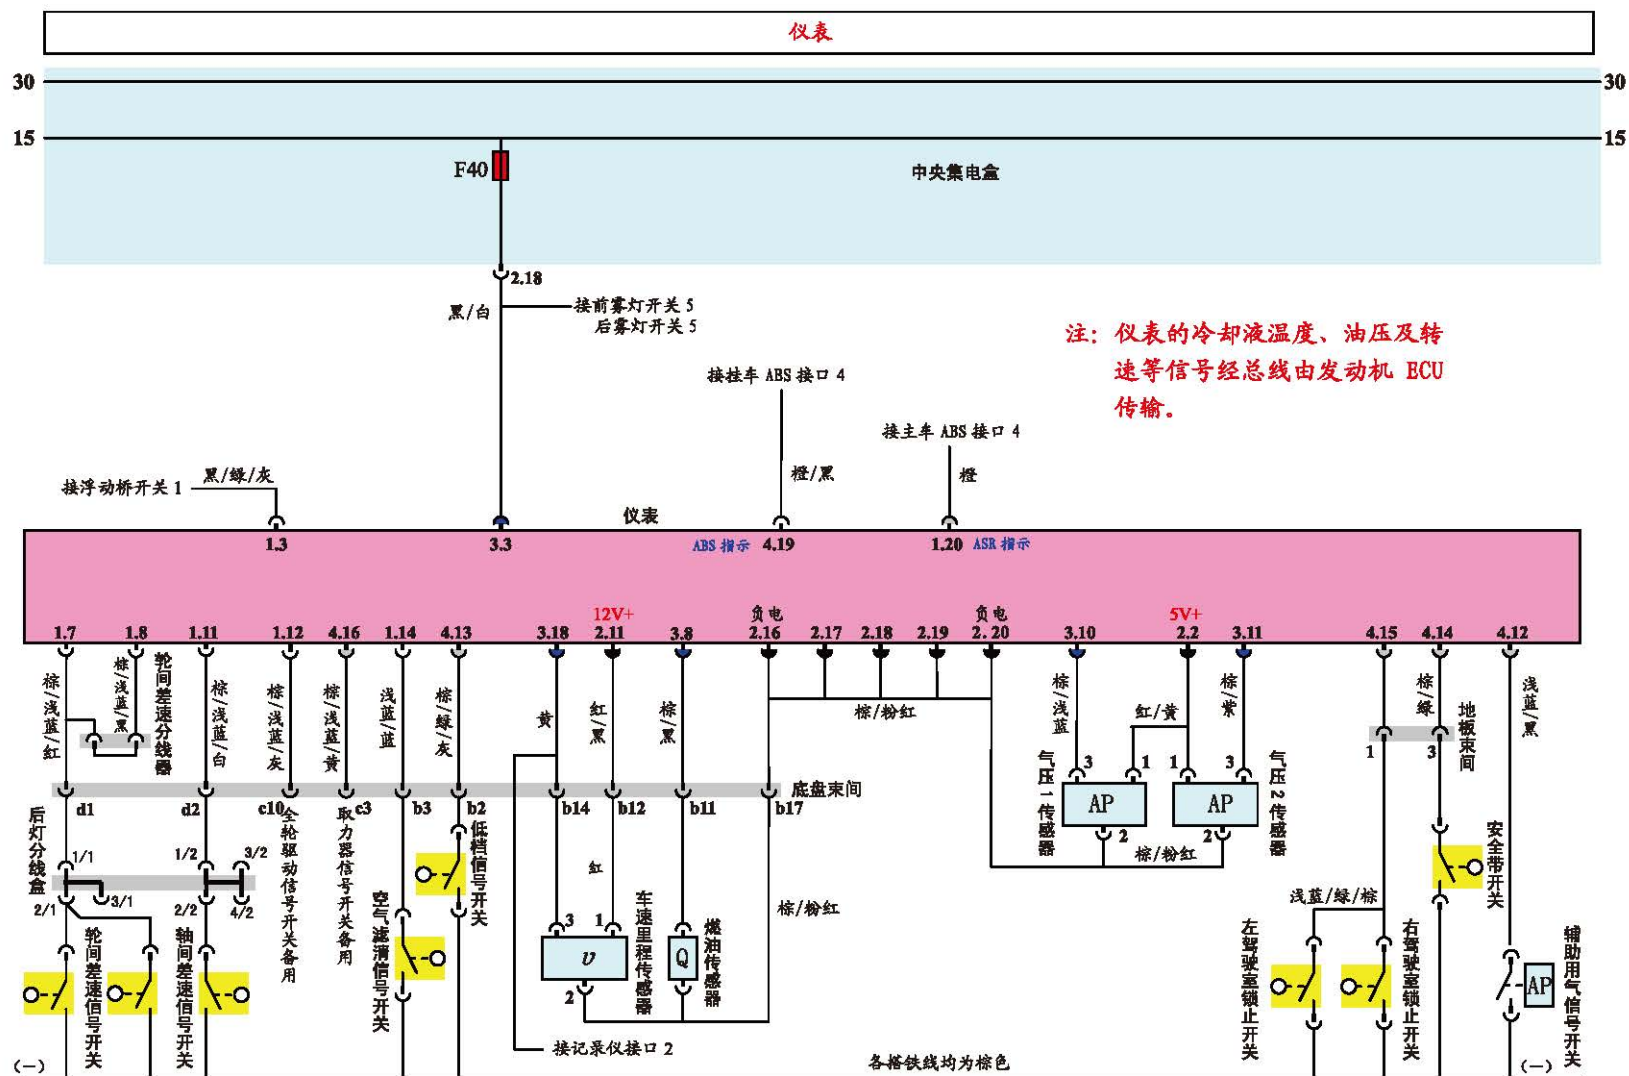 仪表
30
30
15
15
F40
中央集电盒
2.18
黑/白
接前雾灯开关 5
后雾灯开关 5
注：仪表的冷却液温度、油压及转
速等信号经总线由发动机 ECU
传输。
接挂车 ABS 接口 4
接主车 ABS 接口 4
接浮动桥开关 1
黑/绿/灰
橙/黑
橙
仪表
1.3
3.3
ABS 指示
4.19
1.20
ASR 指示
12V+
负电
负电
5V+
1.7
1.8
1.11
1.12
4.16
1.14
4.13
3.18
2.11
3.8
2.16
2.17
2.18
2.19
2.20
3.10
2.2
3.11
4.15
4.14
4.12
棕/浅蓝/红
棕/浅蓝/黑
轮间差速分线器
棕/浅蓝/白
棕/浅蓝/灰
棕/浅蓝/黄
浅蓝/蓝
棕/绿/灰
黄
红/黑
棕/黑
棕/粉红
棕/浅蓝
红/黄
棕/紫
棕/绿
地板束间
浅蓝/黑
1
3
3
1
1
3
气压1传感器
AP
AP
气压2传感器
2
2
棕/粉红
底盘束间
d1
d2
c10
c3
b3
b2
b14
b12
b11
b17
后灯分线盒
1/1
2/1
3/1
1/2
3/2
2/2
4/2
全轮驱动信号开关备用
取力器信号开关备用
低档信号开关
空气滤清信号开关
红
棕/粉红
3
1
υ
2
车速里程传感器
Q
燃油传感器
轮间差速信号开关
轴间差速信号开关
浅蓝/绿/棕
左驾驶室锁止开关
右驾驶室锁止开关
安全带开关
AP
辅助用气信号开关
接记录仪接口 2
各搭铁线均为棕色
(—)
(—)